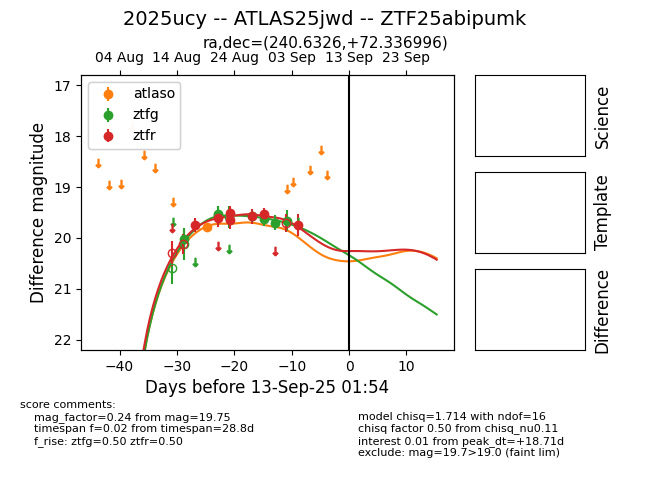 2025ucy -- ATLAS25jwd -- ZTF25abipumk
ra,dec=(240.6326,+72.336996)
04 Aug 14 Aug 24 Aug 03 Sep 13 Sep 23 Sep
atlaso
ztfg
ztfr
17
18
19
20
21
22
Difference magnitude
−40 −30 −20 −10 0 10
Days before 13-Sep-25 01:54
Science
Template
Difference
score comments:
mag_factor=0.24 from mag=19.75
timespan f=0.02 from timespan=28.8d
f_rise: ztfg=0.50 ztfr=0.50
model chisq=1.714 with ndof=16
chisq factor 0.50 from chisq_nu0.11
interest 0.01 from peak_dt=+18.71d
exclude: mag=19.7>19.0 (faint lim)